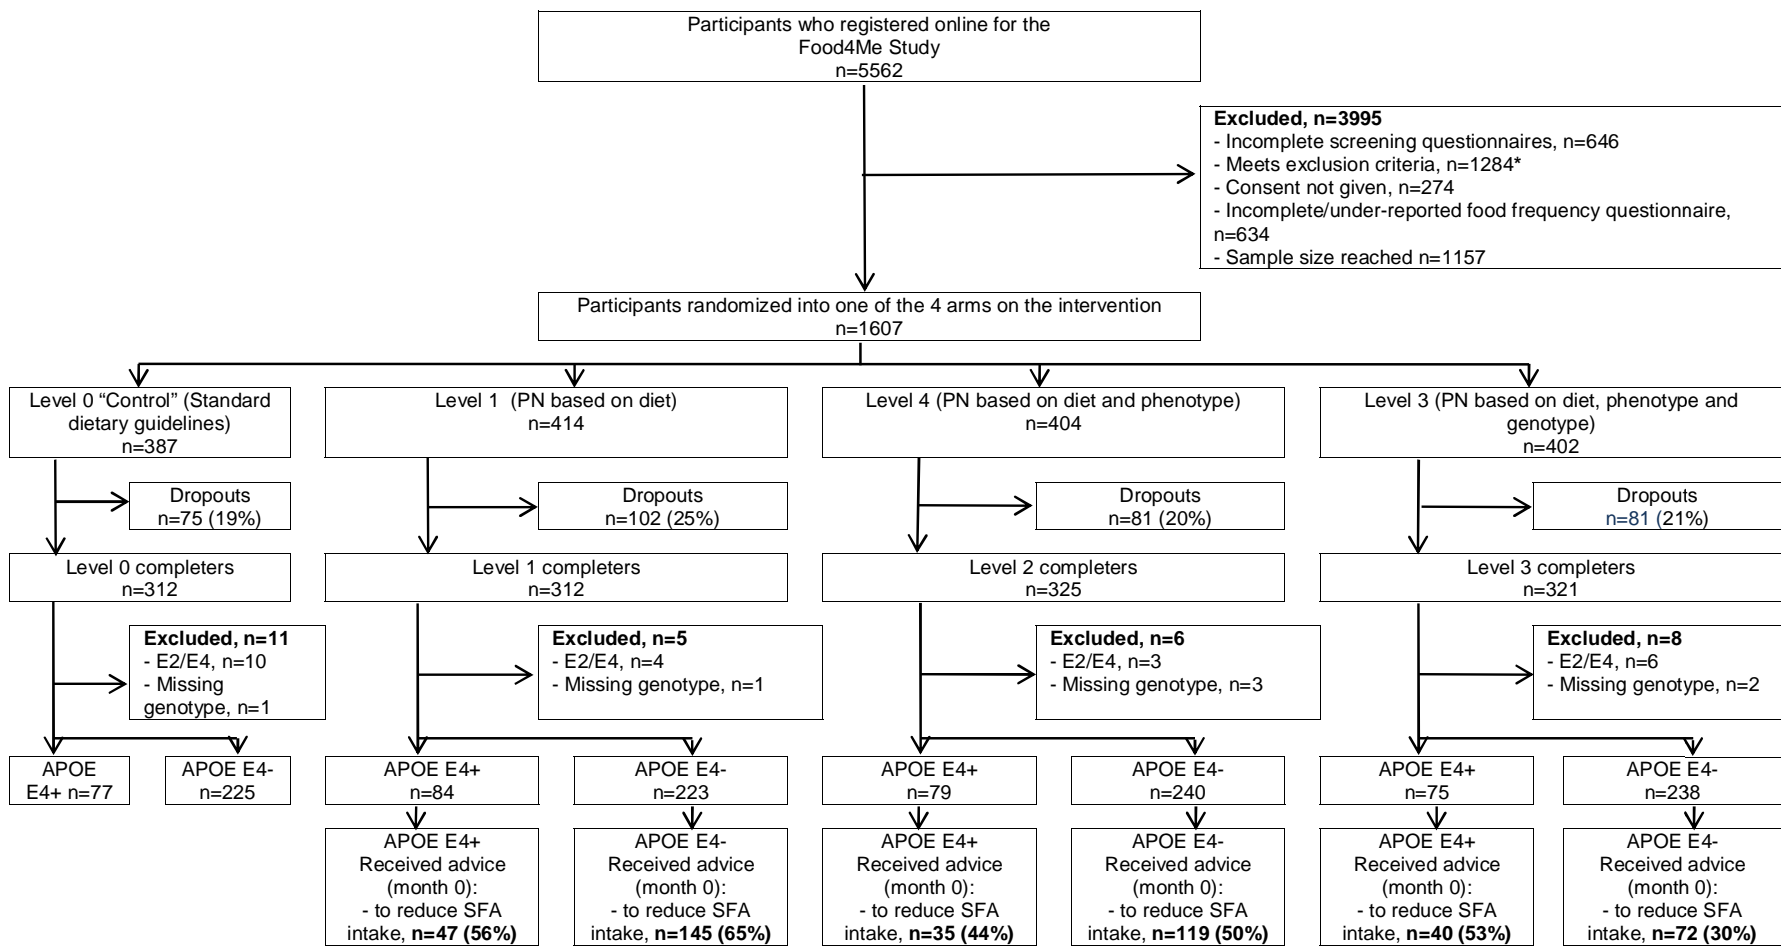 Participants who registered online for the
Food4Me Study
n=5562
Excluded, n=3995
- Incomplete screening questionnaires, n=646
- Meets exclusion criteria, n=1284*
- Consent not given, n=274
- Incomplete/under-reported food frequency questionnaire,
n=634
- Sample size reached n=1157
Participants randomized into one of the 4 arms on the intervention
n=1607
Level 0 “Control” (Standard
dietary guidelines)
n=387
Level 1  (PN based on diet)
n=414
Level 4 (PN based on diet and phenotype)
n=404
Level 3 (PN based on diet, phenotype and
genotype)
n=402
Dropouts
n=75 (19%)
Dropouts
n=102 (25%)
Dropouts
n=81 (20%)
Dropouts
n=81 (21%)
Level 0 completers
n=312
Level 1 completers
n=312
Level 2 completers
n=325
Level 3 completers
n=321
Excluded, n=11
- E2/E4, n=10
- Missing
genotype, n=1
Excluded, n=5
- E2/E4, n=4
- Missing genotype, n=1
Excluded, n=6
- E2/E4, n=3
- Missing genotype, n=3
Excluded, n=8
- E2/E4, n=6
- Missing genotype, n=2
APOE
E4+ n=77
APOE E4-
n=225
APOE E4+
n=84
APOE E4-
n=223
APOE E4+
n=79
APOE E4-
n=240
APOE E4+
n=75
APOE E4-
n=238
APOE E4+
Received advice
(month 0):
- to reduce SFA
intake, n=47 (56%)
APOE E4-
Received advice
(month 0):
- to reduce SFA
intake, n=145 (65%)
APOE E4+
Received advice
(month 0):
- to reduce SFA
intake, n=35 (44%)
APOE E4-
Received advice
(month 0):
- to reduce SFA
intake, n=119 (50%)
APOE E4+
Received advice
(month 0):
- to reduce SFA
intake, n=40 (53%)
APOE E4-
Received advice
(month 0):
- to reduce SFA
intake, n=72 (30%)